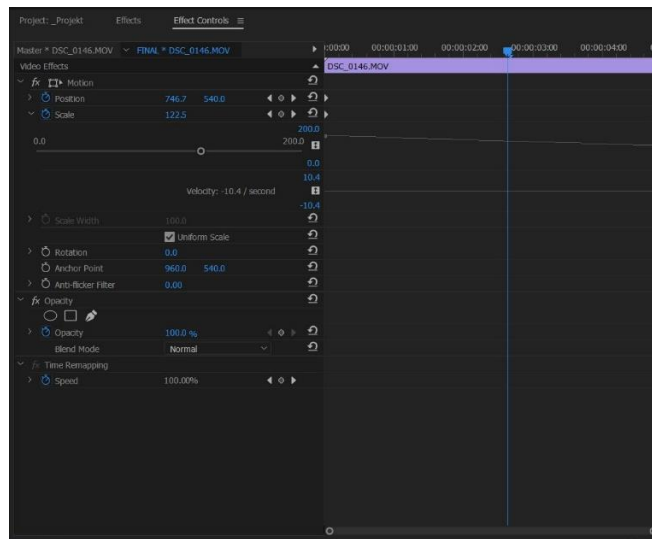 Project: _Projekt Effects Effect Controls
Master * DSC_0146.MOV FINAL * DSC_0146.MOV :00:00 00:00:01:00 00:00:02:00 00:00:03:00 00:00:04:00
Video Effects DSC_0146.MOV
fx Motion
Position 746.7 540.0
Scale 122.5
200.0
0.0 200.0
0.0
10.4
Velocity: -10.4 / second
-10.4
Scale Width 100.0
Uniform Scale
Rotation 0.0
Anchor Point 960.0 540.0
Anti-flicker Filter 0.00
fx Opacity
Opacity 100.0 %
Blend Mode Normal
fx Time Remapping
Speed 100.00%